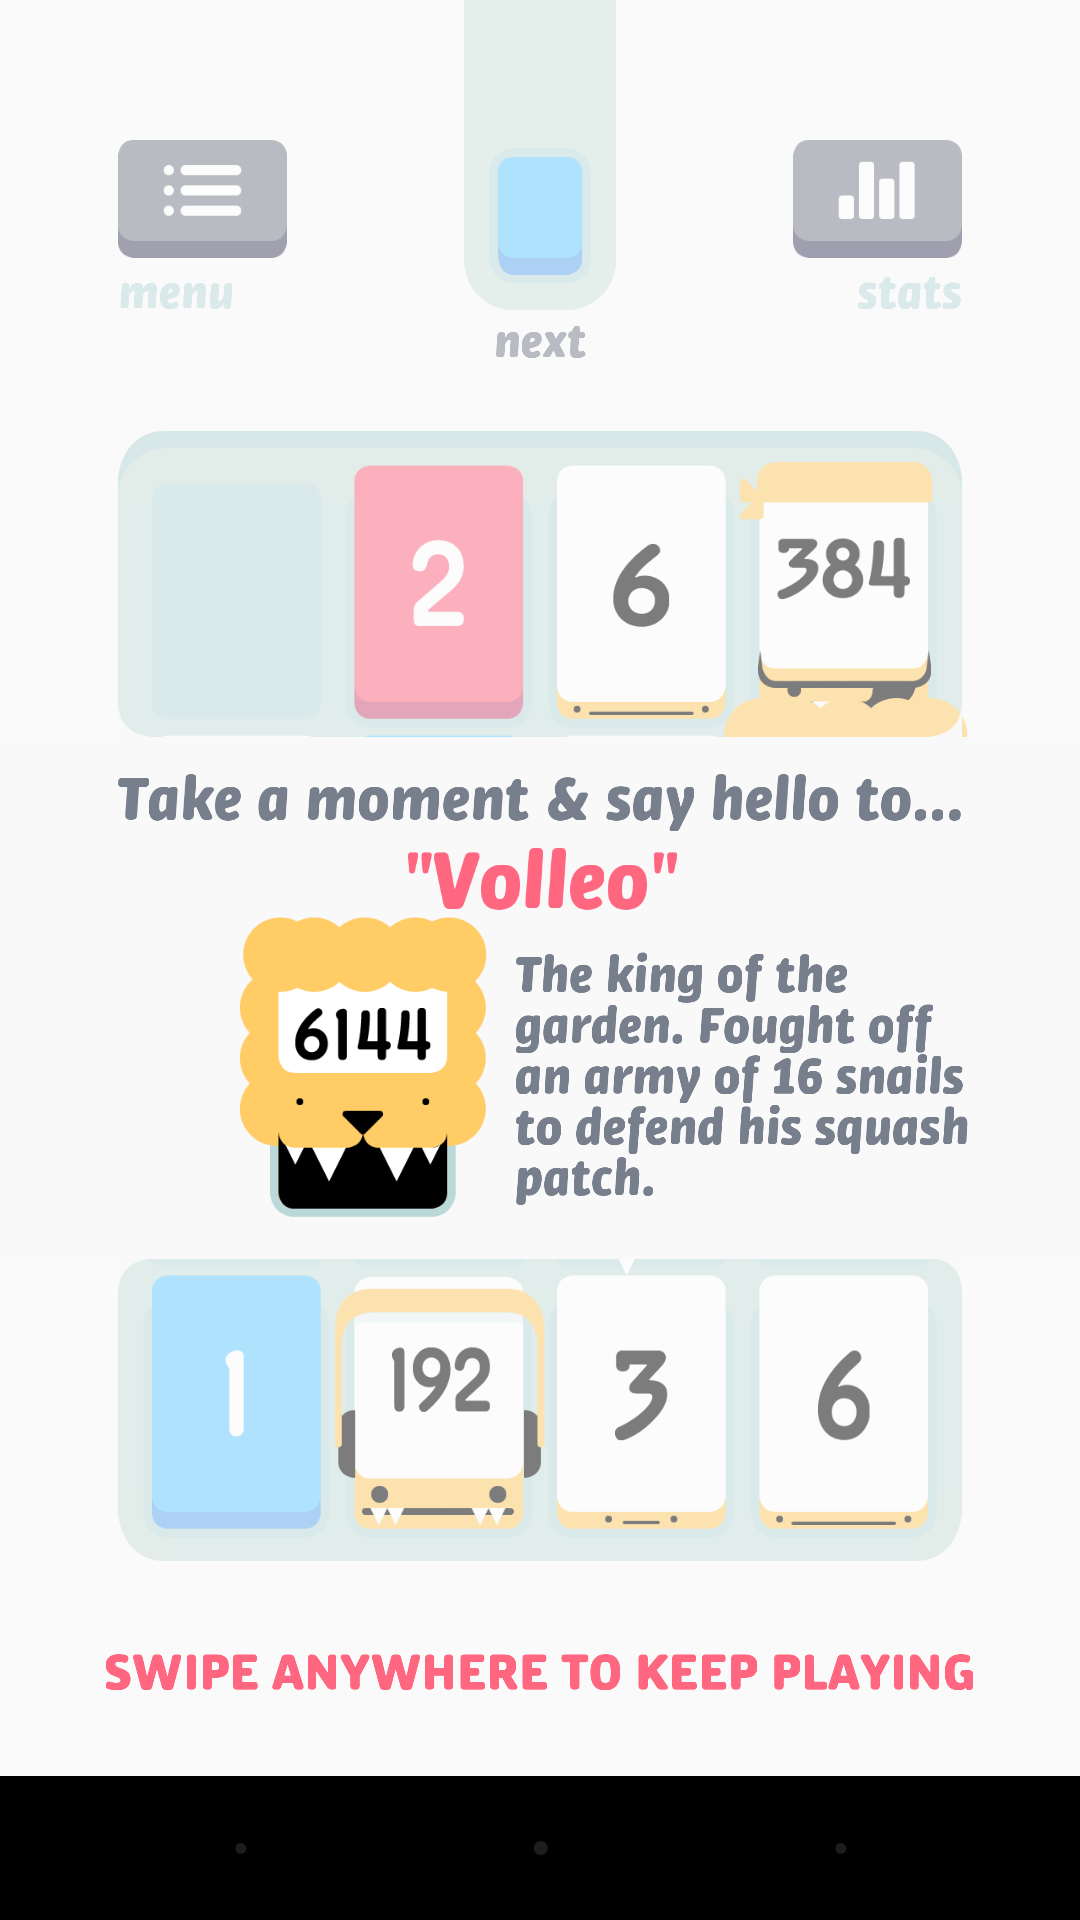 menu
stats
next
2 6 384
Take a moment & say hello to...
"Volleo"
6144
The king of the
garden. Fought off
an army of 16 snails
to defend his squash
patch.
1 192 3 6
SWIPE ANYWHERE TO KEEP PLAYING